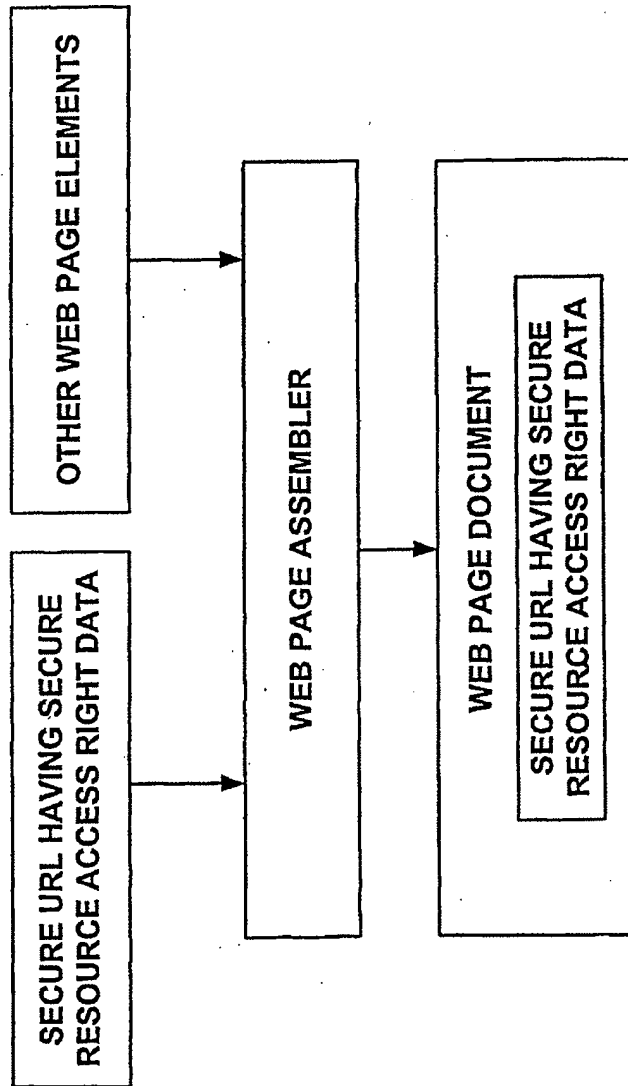 SECURE URL HAVING SECURE
RESOURCE ACCESS RIGHT DATA
OTHER WEB PAGE ELEMENTS
WEB PAGE ASSEMBLER
WEB PAGE DOCUMENT
SECURE URL HAVING SECURE
RESOURCE ACCESS RIGHT DATA